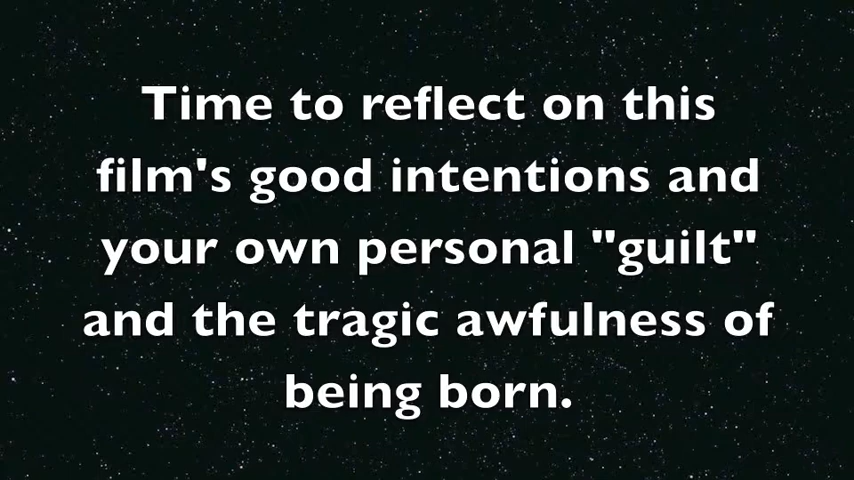 Time to reflect on this
film's good intentions and
your own personal "guilt"
and the tragic awfulness of
being born.